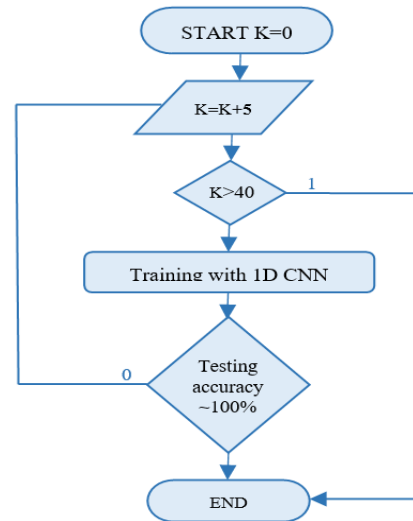 START K=0
K=K+5
K>40
1
Training with 1D CNN
0
Testing
accuracy
~100%
END